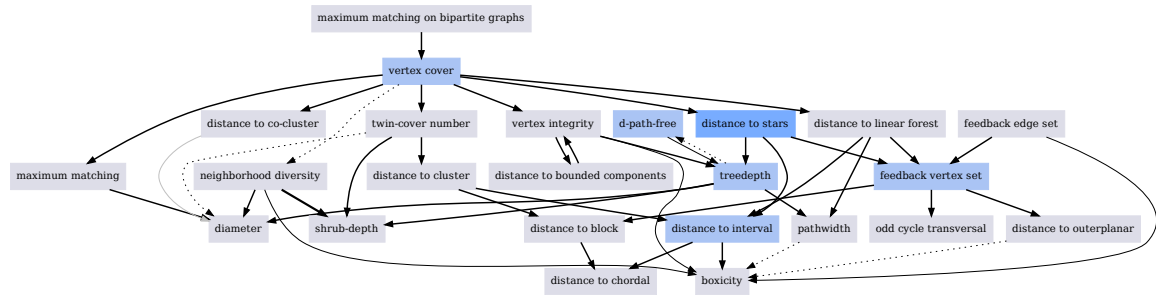 maximum matching on bipartite graphs
vertex cover
distance to co-cluster
twin-cover number
vertex integrity
d-path-free
distance to stars
distance to linear forest
feedback edge set
maximum matching
neighborhood diversity
distance to cluster
distance to bounded components
treedepth
feedback vertex set
diameter
shrub-depth
distance to block
distance to interval
pathwidth
odd cycle transversal
distance to outerplanar
distance to chordal
boxicity